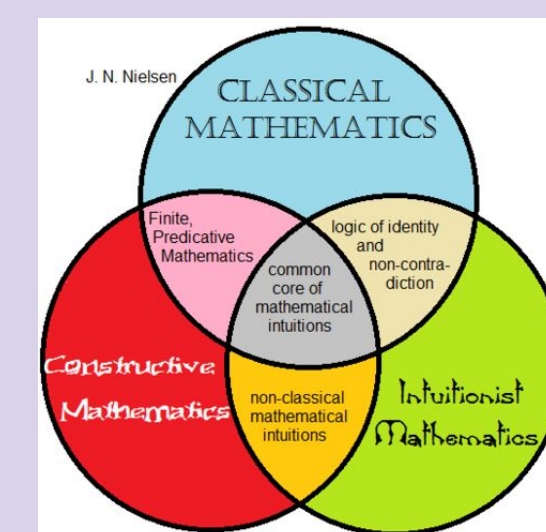 J. N. Nielsen
CLASSICAL
MATHEMATICS
Finite,
Predicative
Mathematics
logic of identity
and
non-contra-
diction
common
core of
mathematical
intuitions
Constructive
Mathematics
non-classical
mathematical
intuitions
Intuitionist
Mathematics